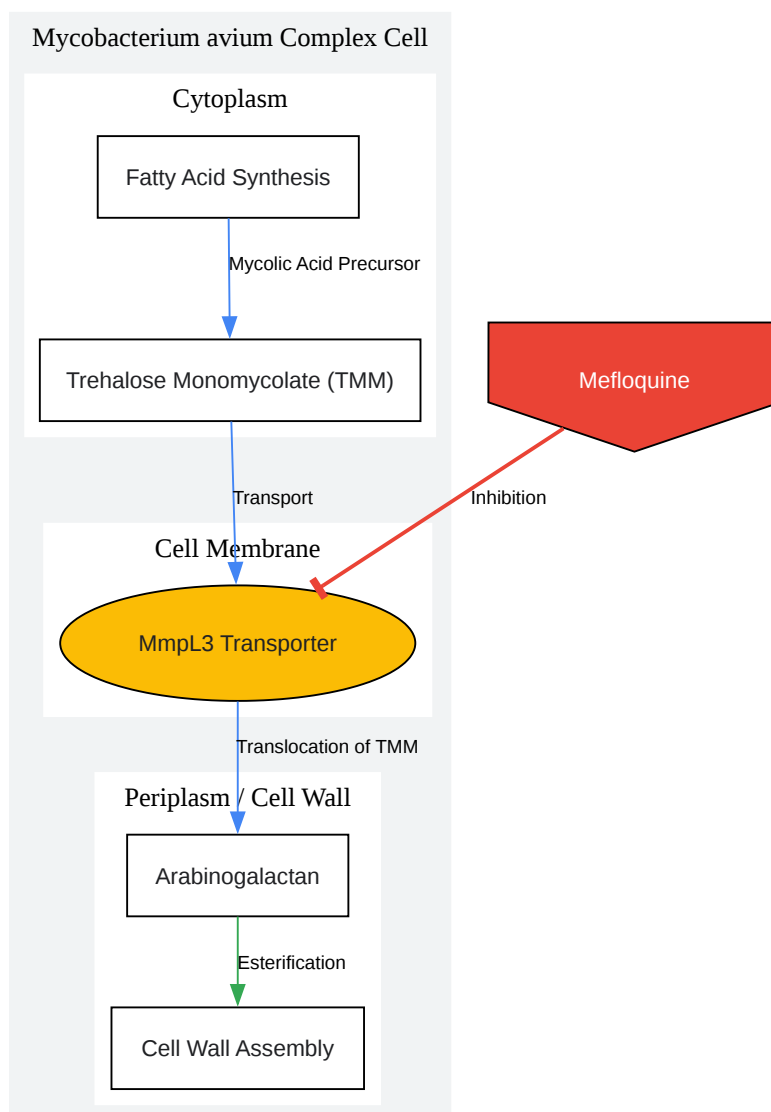 Mycobacterium avium Complex Cell
Cytoplasm
Fatty Acid Synthesis
Mycolic Acid Precursor
Trehalose Monomycolate (TMM)
Mefloquine
Transport
Inhibition
Cell Membrane
MmpL3 Transporter
Translocation of TMM
Periplasm / Cell Wall
Arabinogalactan
Esterification
Cell Wall Assembly